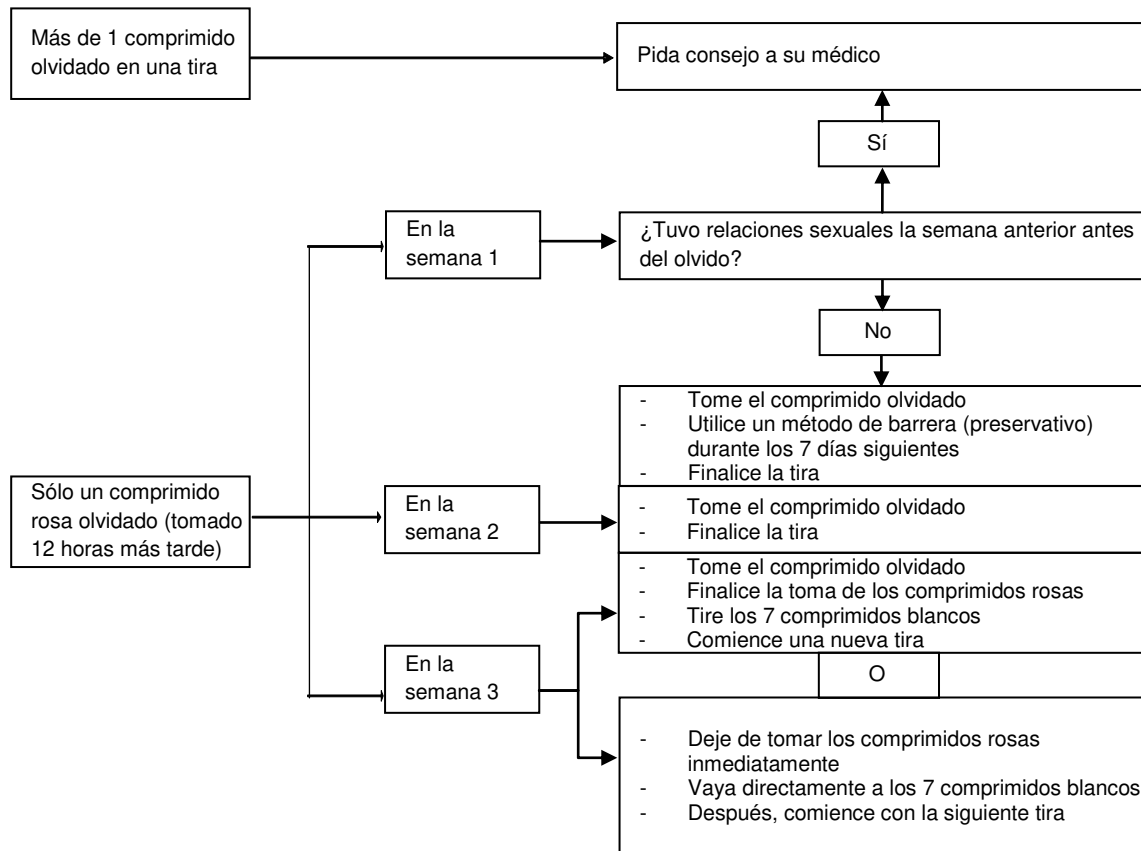 Más de 1 comprimido
olvidado en una tira
Pida consejo a su médico
Sí
En la
semana 1
¿Tuvo relaciones sexuales la semana anterior antes
del olvido?
No
- Tome el comprimido olvidado
- Utilice un método de barrera (preservativo)
durante los 7 días siguientes
- Finalice la tira
Sólo un comprimido
rosa olvidado (tomado
12 horas más tarde)
En la
semana 2
- Tome el comprimido olvidado
- Finalice la tira
- Tome el comprimido olvidado
- Finalice la toma de los comprimidos rosas
- Tire los 7 comprimidos blancos
- Comience una nueva tira
En la
semana 3
O
- Deje de tomar los comprimidos rosas
inmediatamente
- Vaya directamente a los 7 comprimidos blancos
- Después, comience con la siguiente tira